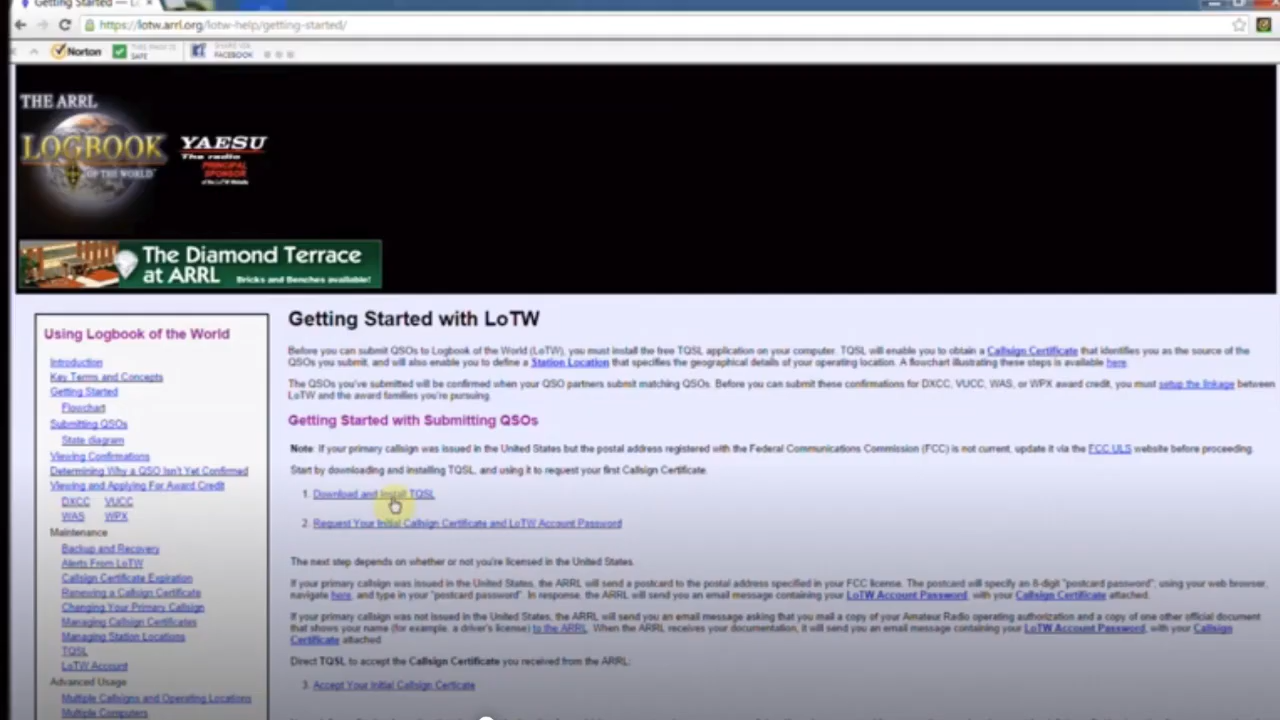 Getting Started — L
https://lotw.arrl.org/lotw-help/getting-started/
Norton
THIS PAGE IS
SAFE
SHARE VIA
FACEBOOK
THE ARRL
LOGBOOK
OF THE WORLD
YAESU
The radio
PRINCIPAL
SPONSOR
of the LoTW Website
The Diamond Terrace
at ARRL Bricks and Benches available!
Using Logbook of the World
Introduction
Key Terms and Concepts
Getting Started
Flowchart
Submitting QSOs
State diagram
Viewing Confirmations
Determining Why a QSO Isn't Yet Confirmed
Viewing and Applying For Award Credit
DXCC VUCC
WAS WPX
Maintenance
Backup and Recovery
Alerts From LoTW
Callsign Certificate Expiration
Renewing a Callsign Certificate
Changing Your Primary Callsign
Managing Callsign Certificates
Managing Station Locations
TQSL
LoTW Account
Advanced Usage
Multiple Callsigns and Operating Locations
Multiple Computers
Getting Started with LoTW
Before you can submit QSOs to Logbook of the World (LoTW), you must install the free TQSL application on your computer. TQSL will enable you to obtain a Callsign Certificate that identifies you as the source of the
QSOs you submit, and will also enable you to define a Station Location that specifies the geographical details of your operating location. A flowchart illustrating these steps is available here.
The QSOs you've submitted will be confirmed when your QSO partners submit matching QSOs. Before you can submit these confirmations for DXCC, VUCC, WAS, or WPX award credit, you must setup the linkage between
LoTW and the award families you're pursuing.
Getting Started with Submitting QSOs
Note: If your primary callsign was issued in the United States but the postal address registered with the Federal Communications Commission (FCC) is not current, update it via the FCC ULS website before proceeding.
Start by downloading and installing TQSL, and using it to request your first Callsign Certificate.
1. Download and Install TQSL
2. Request Your Initial Callsign Certificate and LoTW Account Password
The next step depends on whether or not you're licensed in the United States.
If your primary callsign was issued in the United States, the ARRL will send a postcard to the postal address specified in your FCC license. The postcard will specify an 8-digit "postcard password"; using your web browser,
navigate here, and type in your "postcard password". In response, the ARRL will send you an email message containing your LoTW Account Password, with your Callsign Certificate attached.
If your primary callsign was not issued in the United States, the ARRL will send you an email message asking that you mail a copy of your Amateur Radio operating authorization and a copy of one other official document
that shows your name (for example, a driver's license) to the ARRL. When the ARRL receives your documentation, it will send you an email message containing your LoTW Account Password, with your Callsign
Certificate attached
Direct TQSL to accept the Callsign Certificate you received from the ARRL:
3. Accept Your Initial Callsign Certicate